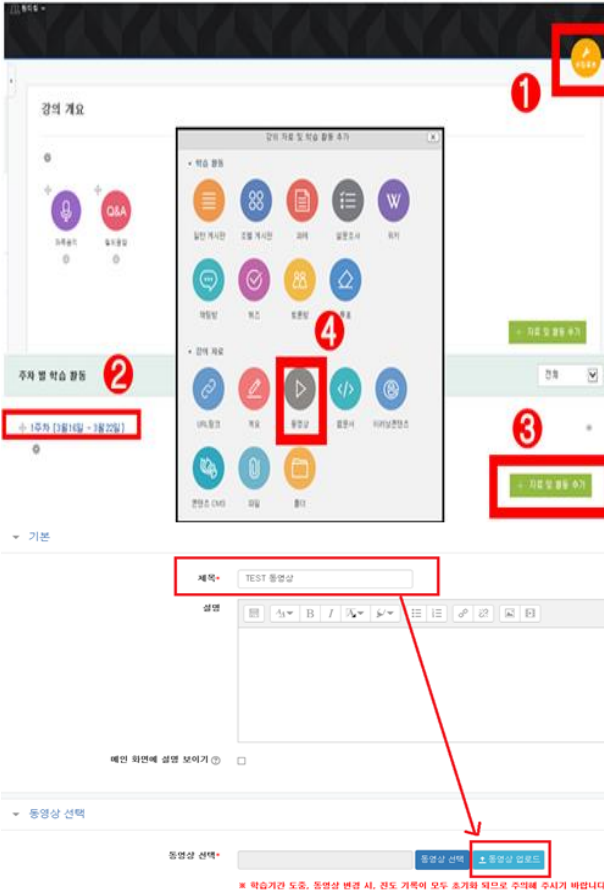 1
강의 개요
강의 자료 및 학습 활동 추가
x
학습 활동
일반 게시판
조별 게시판
과제
설문조사
위키
W
Q&A
채팅방
퀴즈
토론방
투표
4
+ 자료 및 활동 추가
강의 자료
주차 별 학습 활동
2
전체
URL링크
개요
동영상
웹문서
이러닝콘텐츠
1주차 [3월16일 - 3월22일]
3
+ 자료 및 활동 추가
콘텐츠 CMS
파일
폴더
기본
제목*
TEST 동영상
설명
B I
메인 화면에 설명 보이기
동영상 선택
동영상 선택*
동영상 선택
동영상 업로드
※ 학습기간 도중, 동영상 변경 시, 진도 기록이 모두 초기화 되므로 주의해 주시기 바랍니다